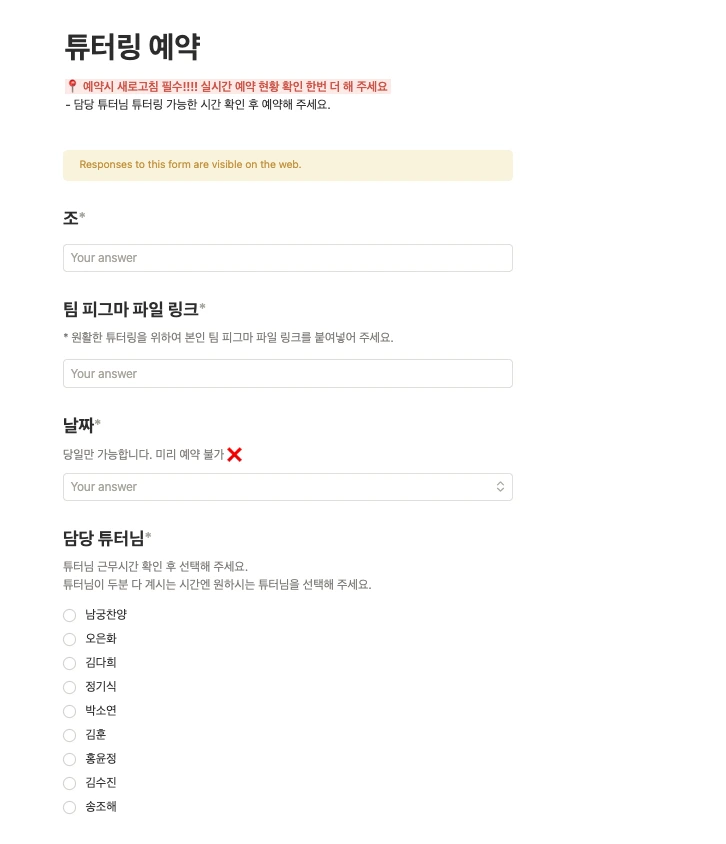 튜터링 예약
📍 예약시 새로고침 필수!!!! 실시간 예약 현황 확인 한번 더 해 주세요
- 담당 튜터님 튜터링 가능한 시간 확인 후 예약해 주세요.
Responses to this form are visible on the web.
조*
Your answer
팀 피그마 파일 링크*
* 원활한 튜터링을 위하여 본인 팀 피그마 파일 링크를 붙여넣어 주세요.
Your answer
날짜*
당일만 가능합니다. 미리 예약 불가❌
Your answer
담당 튜터님*
튜터님 근무시간 확인 후 선택해 주세요.
튜터님이 두분 다 계시는 시간엔 원하시는 튜터님을 선택해 주세요.
남궁찬양
오은화
김다희
정기식
박소연
김훈
홍윤정
김수진
송조해